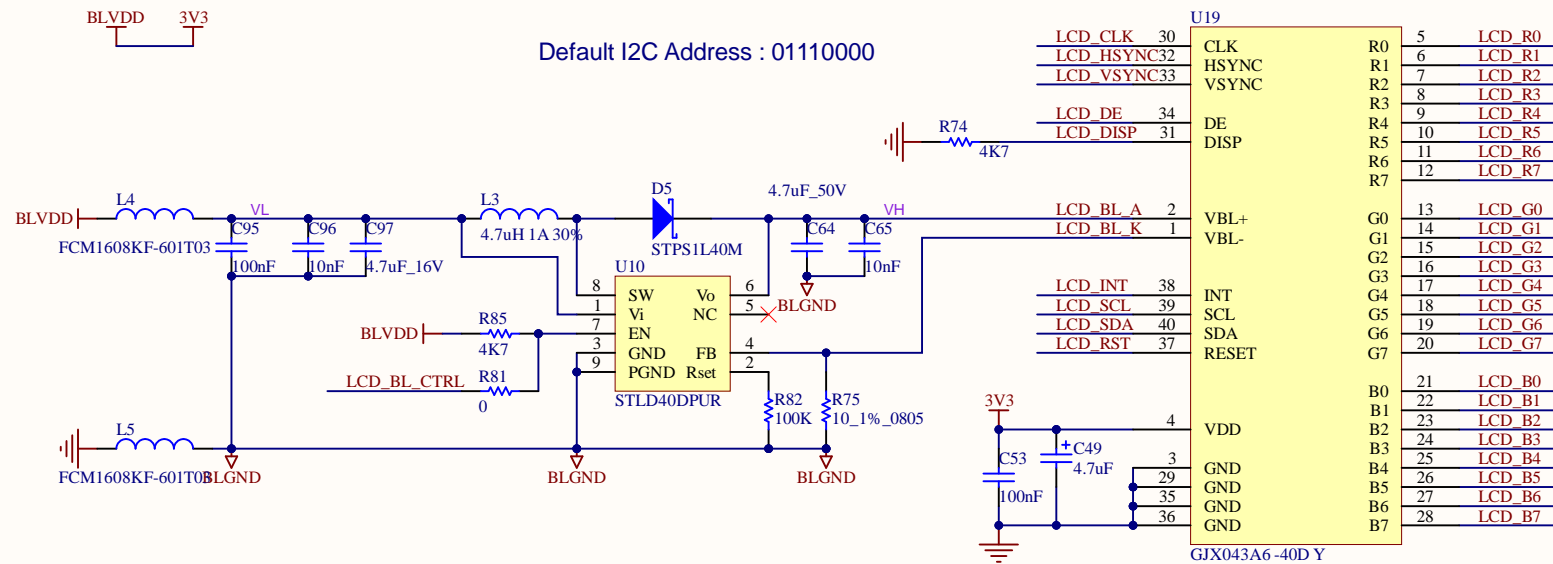 BLVDD 3V3
Default I2C Address : 01110000
U19
LCD_CLK 30 CLK R0 5 LCD_R0
LCD_HSYNC 32 HSYNC R1 6 LCD_R1
LCD_VSYNC 33 VSYNC R2 7 LCD_R2
R3 8 LCD_R3
LCD_DE 34 DE R4 9 LCD_R4
R74 4K7 LCD_DISP 31 DISP R5 10 LCD_R5
R6 11 LCD_R6
R7 12 LCD_R7
BLVDD L4 FCM1608KF-601T03
VL
C95 100nF
C96 10nF
C97 4.7uF_16V
L3 4.7uH 1A 30%
D5 STPS1L40M
4.7uF_50V
C64
C65 10nF
VH
BLGND
LCD_BL_A 2 VBL+ G0 13 LCD_G0
LCD_BL_K 1 VBL- G1 14 LCD_G1
G2 15 LCD_G2
G3 16 LCD_G3
LCD_INT 38 INT G4 17 LCD_G4
LCD_SCL 39 SCL G5 18 LCD_G5
LCD_SDA 40 SDA G6 19 LCD_G6
LCD_RST 37 RESET G7 20 LCD_G7
U10
8 SW Vo 6
1 Vi NC 5
7 EN
3 GND FB 4
9 PGND Rset 2
STLD40DPUR
BLVDD R85 4K7
LCD_BL_CTRL R81 0
R82 100K
R75 10_1%_0805
L5 FCM1608KF-601T03
BLGND
BLGND
BLGND
3V3
C53 100nF
C49 4.7uF
+
B0 21 LCD_B0
B1 22 LCD_B1
4 VDD B2 23 LCD_B2
B3 24 LCD_B3
3 GND B4 25 LCD_B4
29 GND B5 26 LCD_B5
35 GND B6 27 LCD_B6
36 GND B7 28 LCD_B7
GJX043A6-40D Y